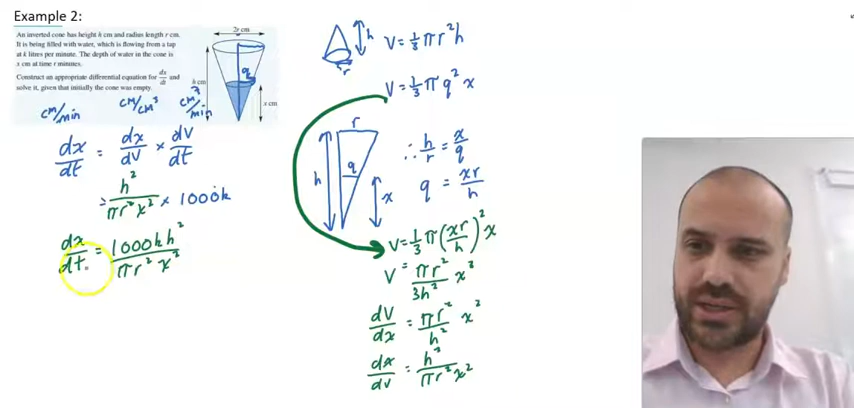 Example 2:
An inverted cone has height h cm and radius length r cm.
It is being filled with water, which is flowing from a tap
at k litres per minute. The depth of water in the cone is
x cm at time t minutes.
Construct an appropriate differential equation for dx/dt and
solve it, given that initially the cone was empty.
2r cm
q
h cm
x cm
cm/min cm/cm³ cm³/min
dx/dt = dx/dV × dV/dt
= h²/πr²x² × 1000k
dx/dt = 1000kh²/πr²x²
h
r
V = 1/3 πr²h
V = 1/3 πq²x
r
h
q
x
∴ h/r = x/q
q = xr/h
V = 1/3 π(xr/h)² x
V = πr²/3h² x³
dV/dx = πr²/h² x²
dx/dV = h²/πr²x²